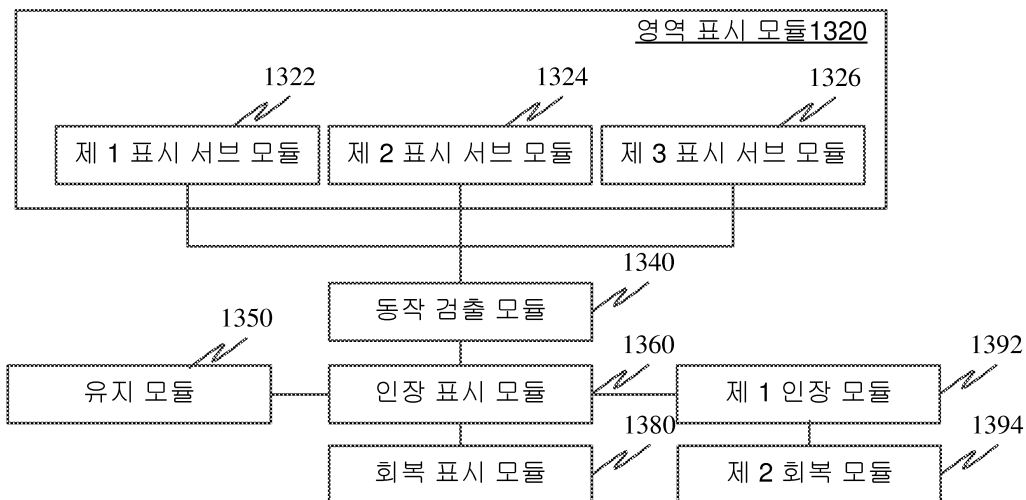 영역 표시 모듈1320
1322
1324
1326
제 1 표시 서브 모듈
제 2 표시 서브 모듈
제 3 표시 서브 모듈
1340
동작 검출 모듈
1350
1360
1392
유지 모듈
인장 표시 모듈
제 1 인장 모듈
1380
1394
회복 표시 모듈
제 2 회복 모듈